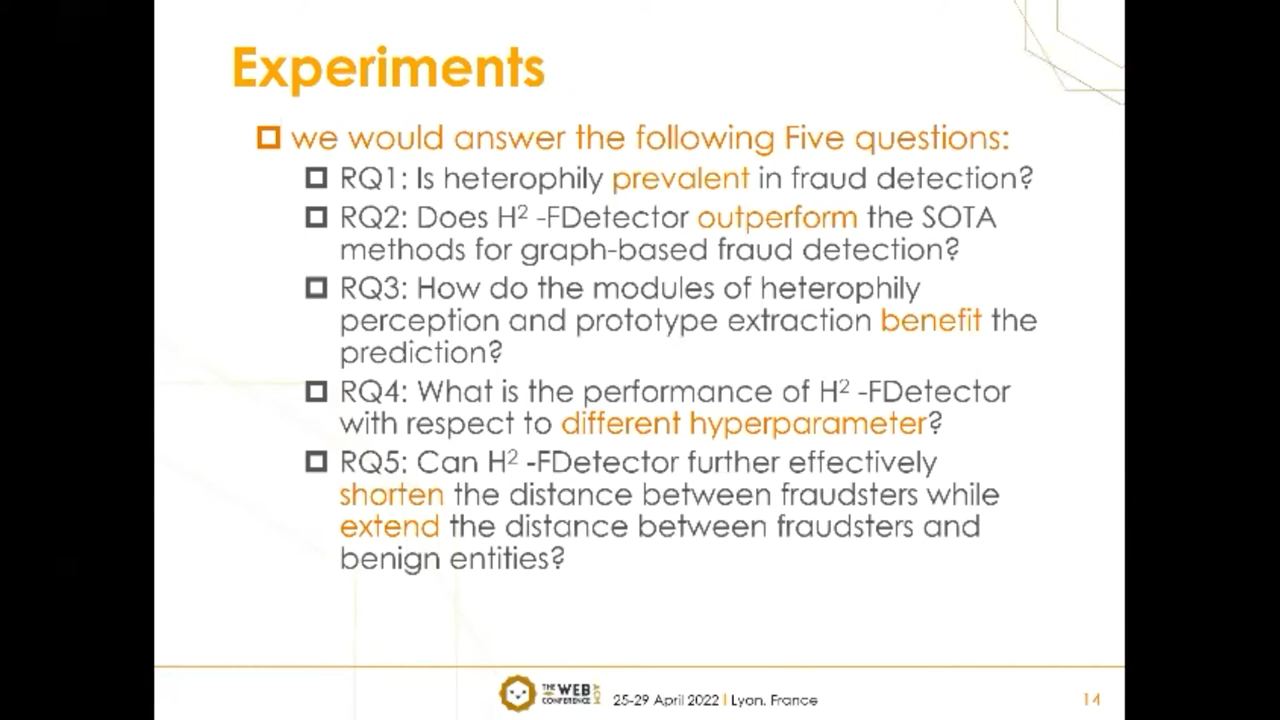 Experiments
we would answer the following Five questions:
RQ1: Is heterophily prevalent in fraud detection?
RQ2: Does H² -FDetector outperform the SOTA
methods for graph-based fraud detection?
RQ3: How do the modules of heterophily
perception and prototype extraction benefit the
prediction?
RQ4: What is the performance of H² -FDetector
with respect to different hyperparameter?
RQ5: Can H² -FDetector further effectively
shorten the distance between fraudsters while
extend the distance between fraudsters and
benign entities?
THE WEB CONFERENCE ACM
25-29 April 2022 | Lyon, France
14